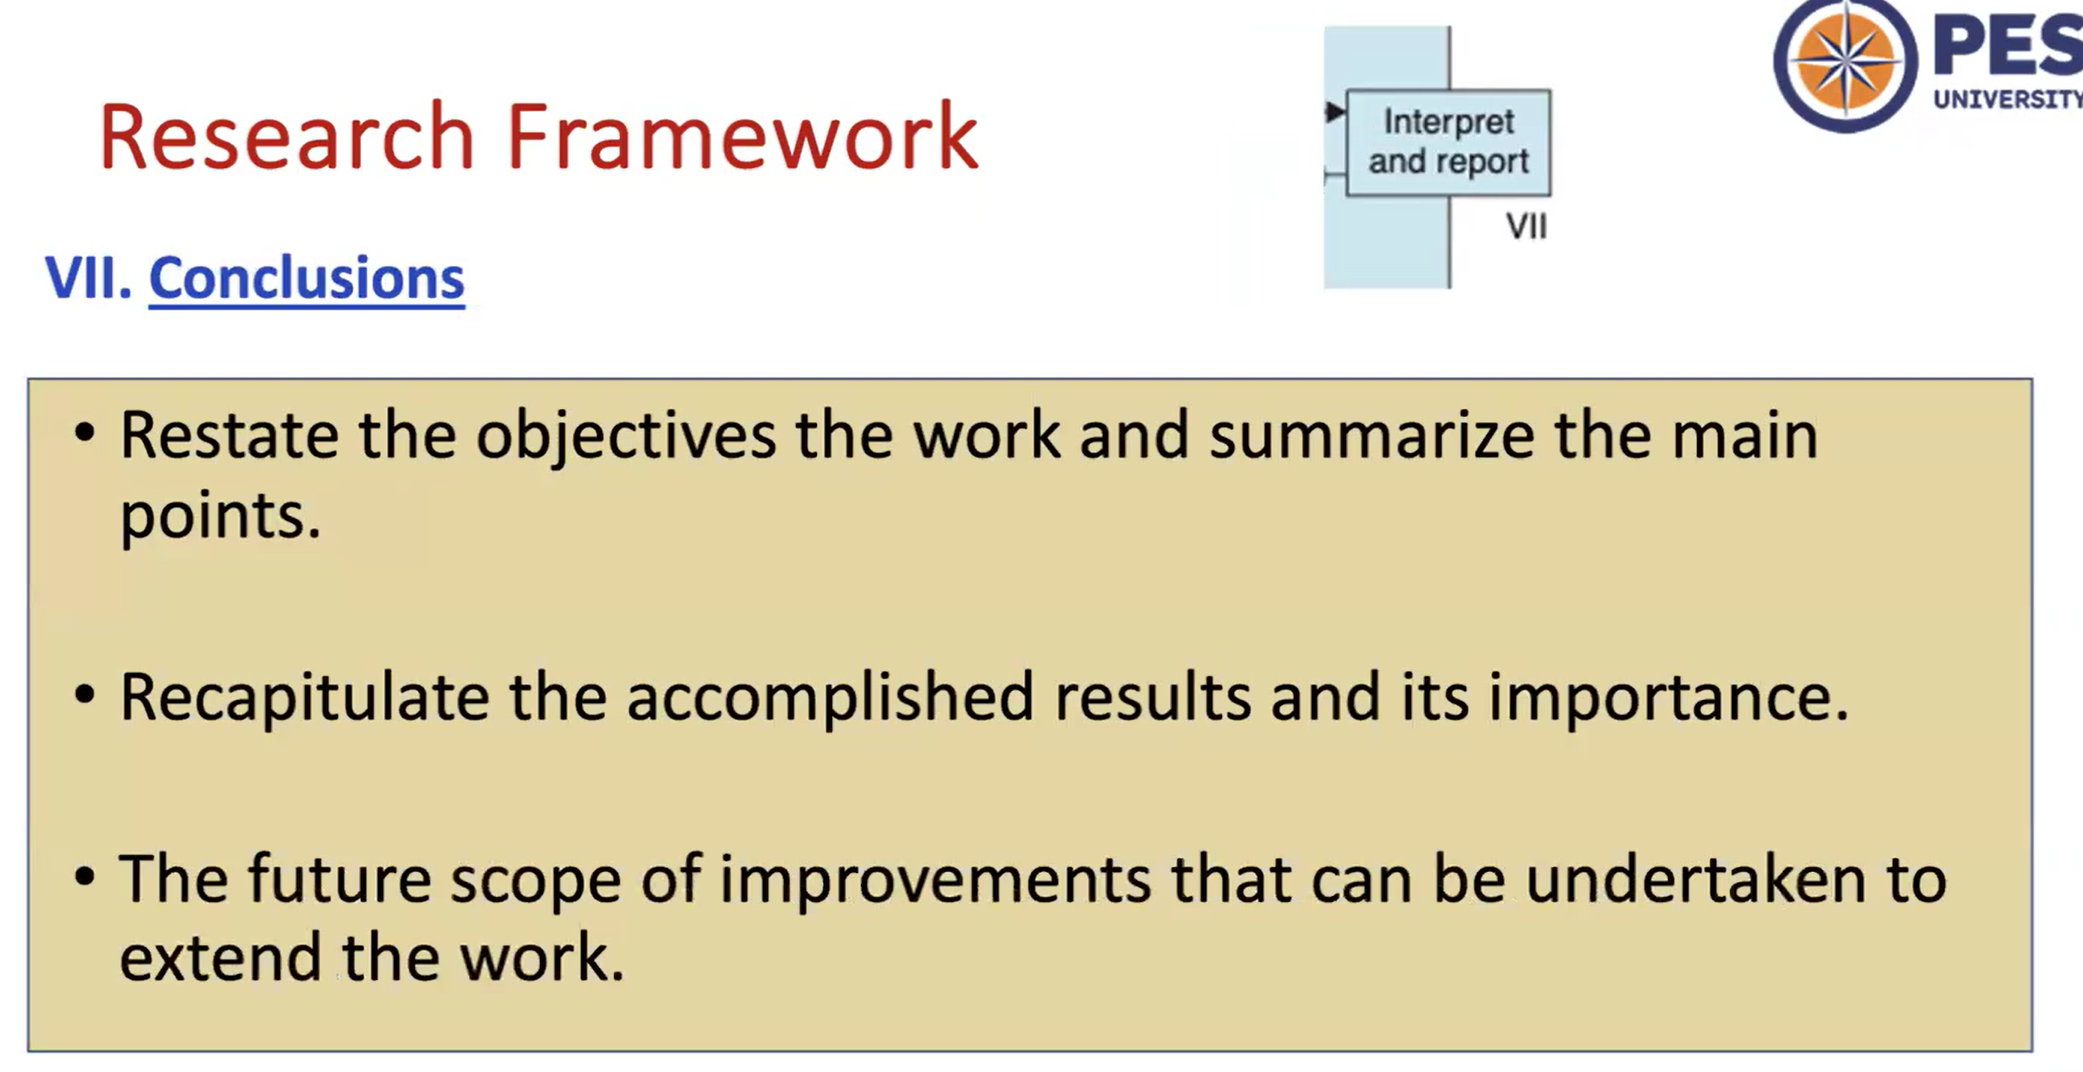 PES
UNIVERSITY
Interpret
and report
VII
Research Framework
VII. Conclusions
• Restate the objectives the work and summarize the main
points.
• Recapitulate the accomplished results and its importance.
• The future scope of improvements that can be undertaken to
extend the work.